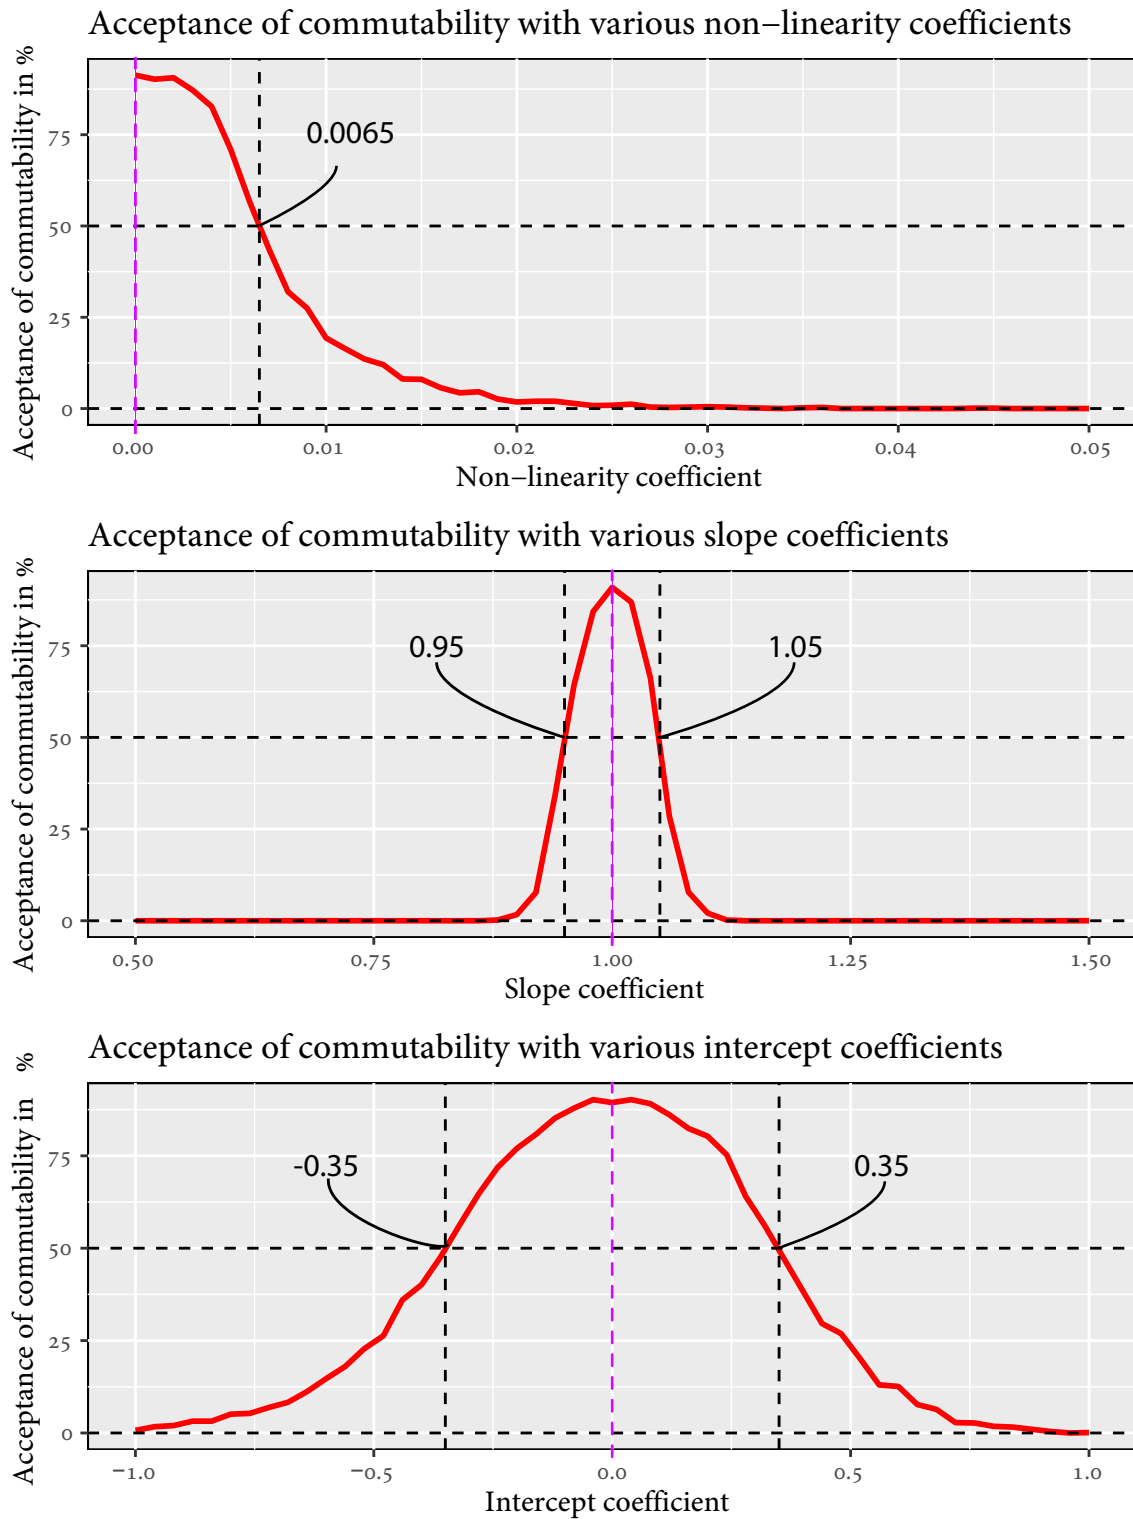 Acceptance of commutability with various non−linearity coefficients
Acceptance of commutability in %
75
50
25
0
0.0065
0.00 0.01 0.02 0.03 0.04 0.05
Non−linearity coefficient
Acceptance of commutability with various slope coefficients
Acceptance of commutability in %
75
50
25
0
0.95 1.05
0.50 0.75 1.00 1.25 1.50
Slope coefficient
Acceptance of commutability with various intercept coefficients
Acceptance of commutability in %
75
50
25
0
-0.35 0.35
−1.0 −0.5 0.0 0.5 1.0
Intercept coefficient